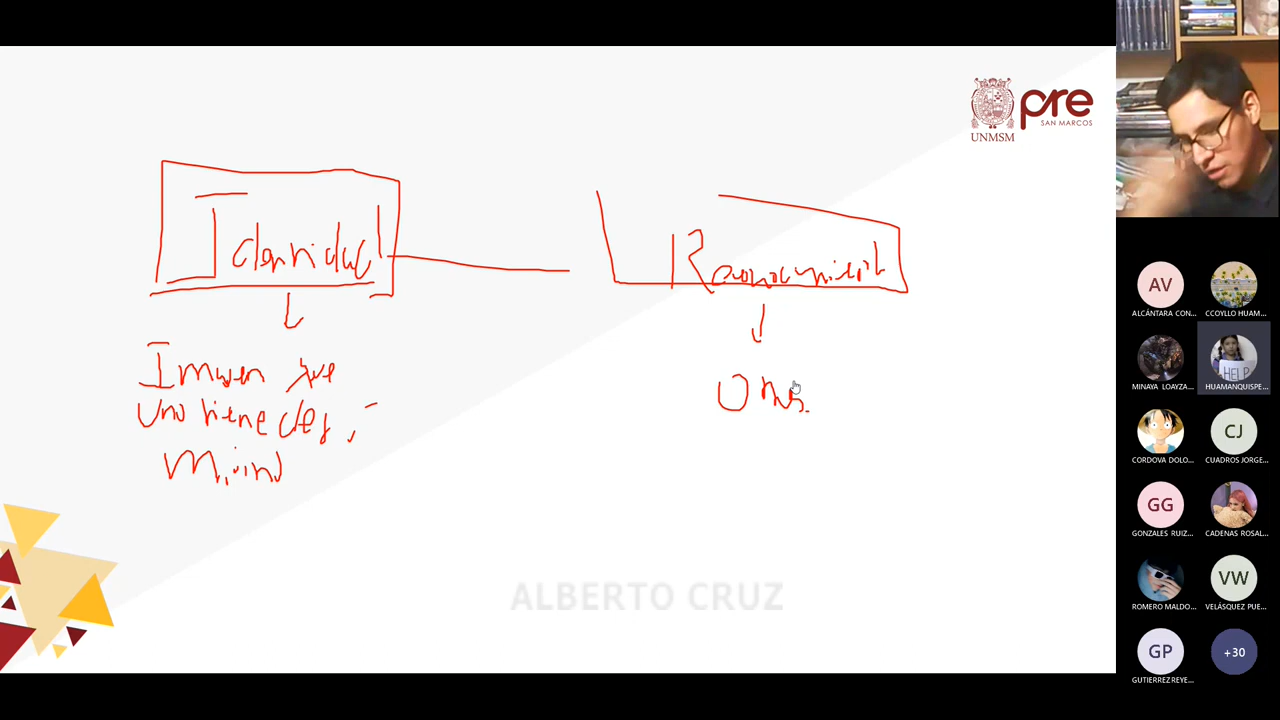 pre
SAN MARCOS
UNMSM
Identidad
Reconocimient
Imagen que
uno tiene de sí
mismo
Otros
ALBERTO CRUZ
AV
ALCÁNTARA CON...
CCOYLLO HUAM...
MINAYA LOAYZA...
HELP
HUAMANQUISPE...
CORDOVA DOLO...
CJ
CUADROS JORGE...
GG
GONZALES RUIZ...
CADENAS ROSAL...
ROMERO MALDO...
VW
VELÁSQUEZ PUE...
GP
GUTIERREZ REYE...
+30